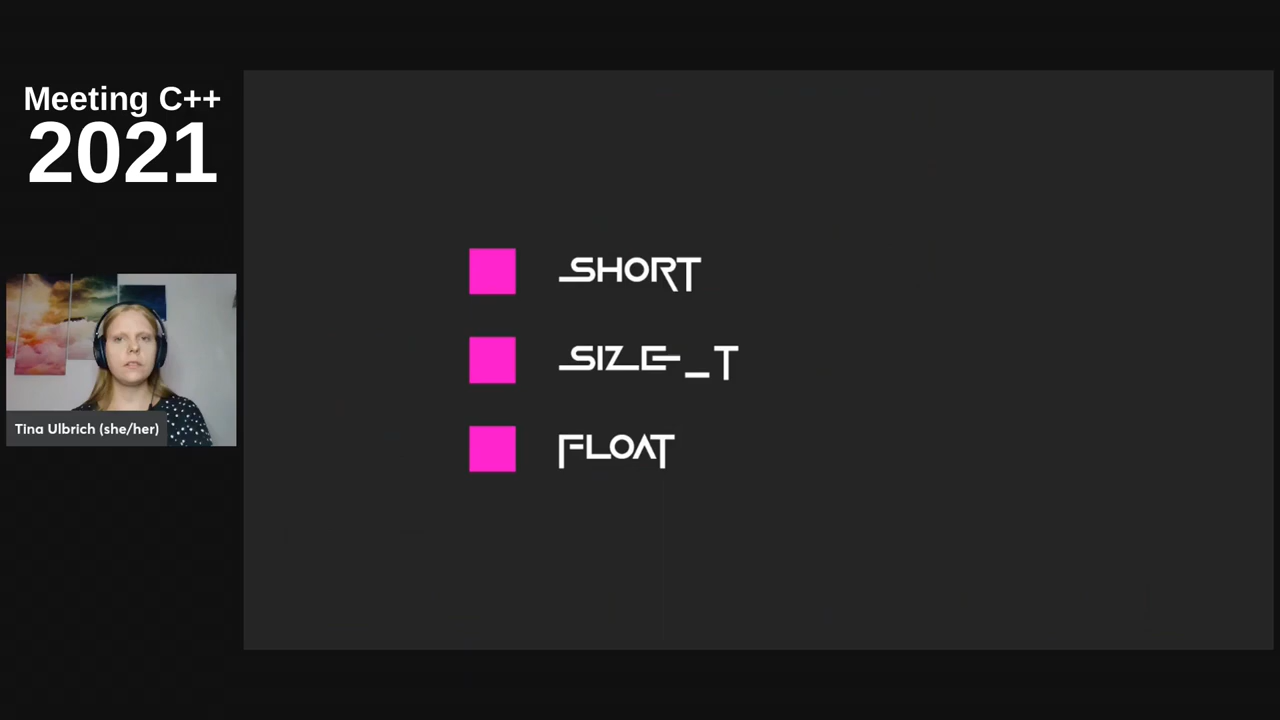 Meeting C++
2021
SHORT
SIZE_T
FLOAT
Tina Ulbrich (she/her)